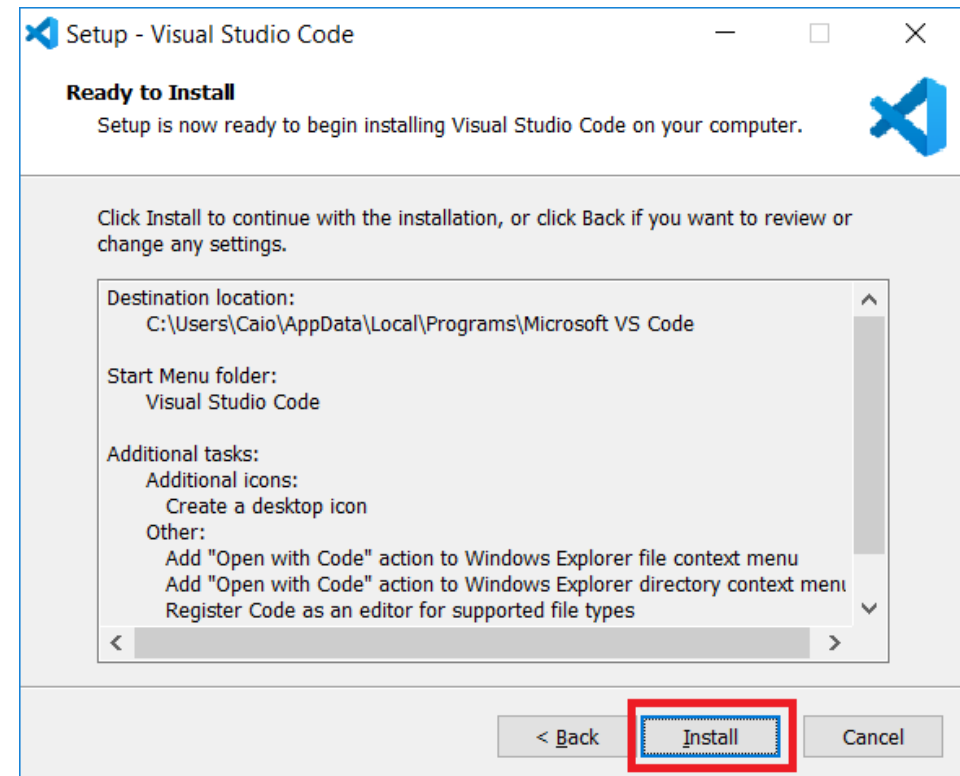 Setup - Visual Studio Code
Ready to Install
Setup is now ready to begin installing Visual Studio Code on your computer.
Click Install to continue with the installation, or click Back if you want to review or
change any settings.
Destination location:
C:\Users\Caio\AppData\Local\Programs\Microsoft VS Code
Start Menu folder:
Visual Studio Code
Additional tasks:
Additional icons:
Create a desktop icon
Other:
Add "Open with Code" action to Windows Explorer file context menu
Add "Open with Code" action to Windows Explorer directory context menu
Register Code as an editor for supported file types
< Back Install Cancel